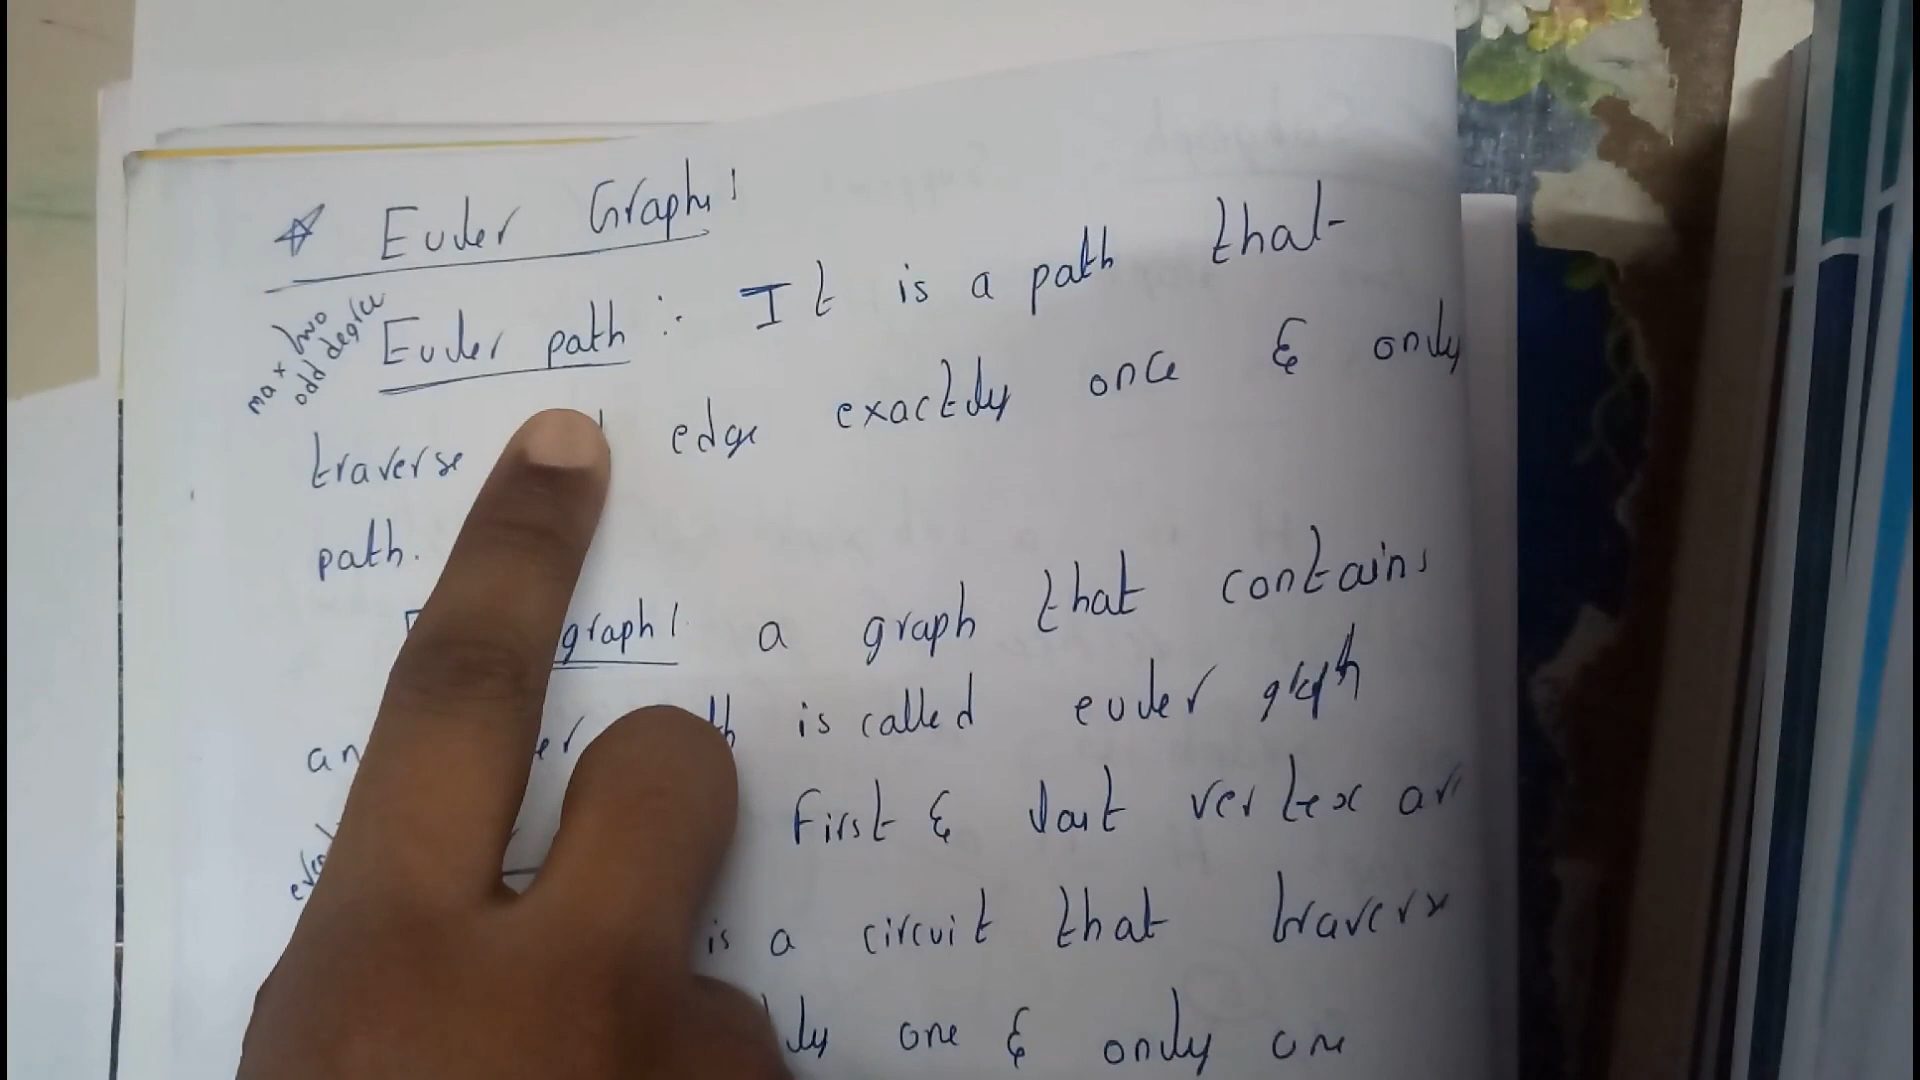 Euler Graph:
max two
odd degree
Euler path :- It is a path that
traverse edge exactly once & only
path.
graph: a graph that contains
an is called euler graph
First & last vertex are
is a circuit that traverse
one & only one